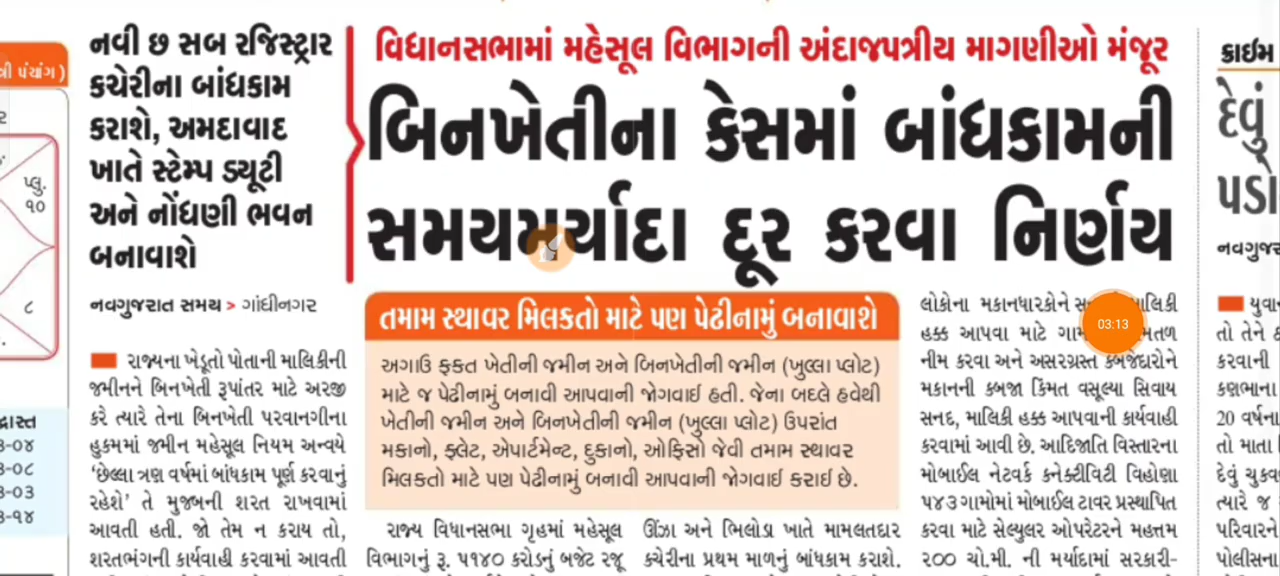 નવી છ સબ રજિસ્ટ્રાર
કચેરીના બાંધકામ
કરાશે, અમદાવાદ
ખાતે સ્ટેમ્પ ડ્યૂટી
અને નોંધણી ભવન
બનાવાશે
વિધાનસભામાં મહેસૂલ વિભાગની અંદાજપત્રીય માગણીઓ મંજૂર
બિનખેતીના કેસમાં બાંધકામની
સમયમર્યાદા દૂર કરવા નિર્ણય
નવગુજરાત સમય > ગાંધીનગર
રાજ્યના ખેડૂતો પોતાની માલિકીની
જમીનને બિનખેતી રૂપાંતર માટે અરજી
કરે ત્યારે તેના બિનખેતી પરવાનગીના
હુકમમાં જમીન મહેસૂલ નિયમ અન્વયે
'છેલ્લા ત્રણ વર્ષમાં બાંધકામ પૂર્ણ કરવાનું
રહેશે' તે મુજબની શરત રાખવામાં
આવતી હતી. જો તેમ ન કરાય તો,
શરતભંગની કાર્યવાહી કરવામાં આવતી
તમામ સ્થાવર મિલકતો માટે પણ પેઢીનામું બનાવાશે
અગાઉ ફક્ત ખેતીની જમીન અને બિનખેતીની જમીન (ખુલ્લા પ્લોટ)
માટે જ પેઢીનામું બનાવી આપવાની જોગવાઈ હતી. જેના બદલે હવેથી
ખેતીની જમીન અને બિનખેતીની જમીન (ખુલ્લા પ્લોટ) ઉપરાંત
મકાનો, ફ્લેટ, એપાર્ટમેન્ટ, દુકાનો, ઓફિસો જેવી તમામ સ્થાવર
મિલકતો માટે પણ પેઢીનામું બનાવી આપવાની જોગવાઈ કરાઈ છે.
રાજ્ય વિધાનસભા ગૃહમાં મહેસૂલ
વિભાગનું રૂ. ૫૧૪૦ કરોડનું બજેટ રજૂ
ઊંઝા અને ભિલોડા ખાતે મામલતદાર
કચેરીના પ્રથમ માળનું બાંધકામ કરાશે.
લોકોના મકાનધારકોને
હક્ક આપવા માટે
નીમ કરવા અને અસરગ્રસ્ત કબજેદારોને
મકાનની કબજા કિંમત વસૂલ્યા સિવાય
સનદ, માલિકી હક્ક આપવાની કાર્યવાહી
કરવામાં આવી છે. આદિજાતિ વિસ્તારના
મોબાઈલ નેટવર્ક કનેક્ટીવિટી વિહોણા
૫૪૩ ગામોમાં મોબાઈલ ટાવર પ્રસ્થાપિત
કરવા માટે સેલ્યુલર ઓપરેટરને મહત્તમ
૨૦૦ ચો.મી. ની મર્યાદામાં સરકારી-
03:13
ક્રાઈમ
દેવું
તો તેને
કરવાની
20 વર્ષના
તો માતા
ત્યારે જ
પરિવારને
પંચાંગ )
પ્લુ.
૧૦
૮